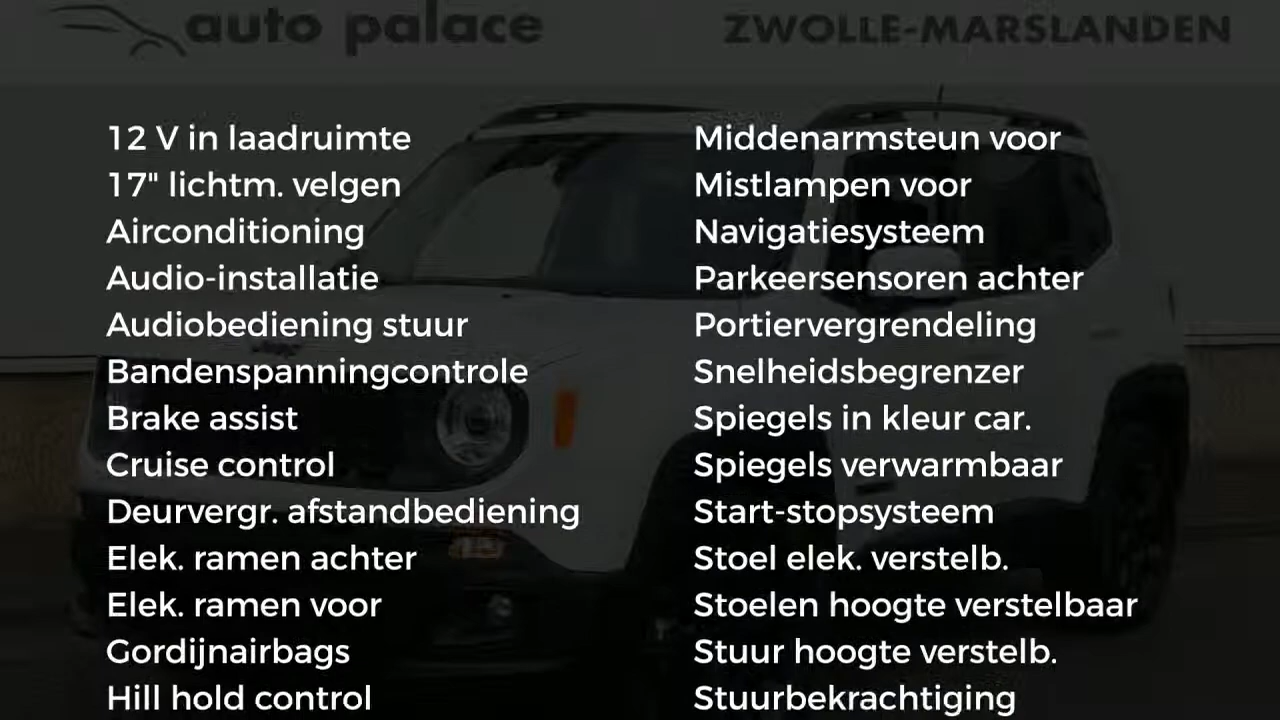 auto palace
ZWOLLE-MARSLANDEN
12 V in laadruimte
17" lichtm. velgen
Airconditioning
Audio-installatie
Audiobediening stuur
Bandenspanningcontrole
Brake assist
Cruise control
Deurvergr. afstandbediening
Elek. ramen achter
Elek. ramen voor
Gordijnairbags
Hill hold control
Middenarmsteun voor
Mistlampen voor
Navigatiesysteem
Parkeersensoren achter
Portiervergrendeling
Snelheidsbegrenzer
Spiegels in kleur car.
Spiegels verwarmbaar
Start-stopsysteem
Stoel elek. verstelb.
Stoelen hoogte verstelbaar
Stuur hoogte verstelb.
Stuurbekrachtiging